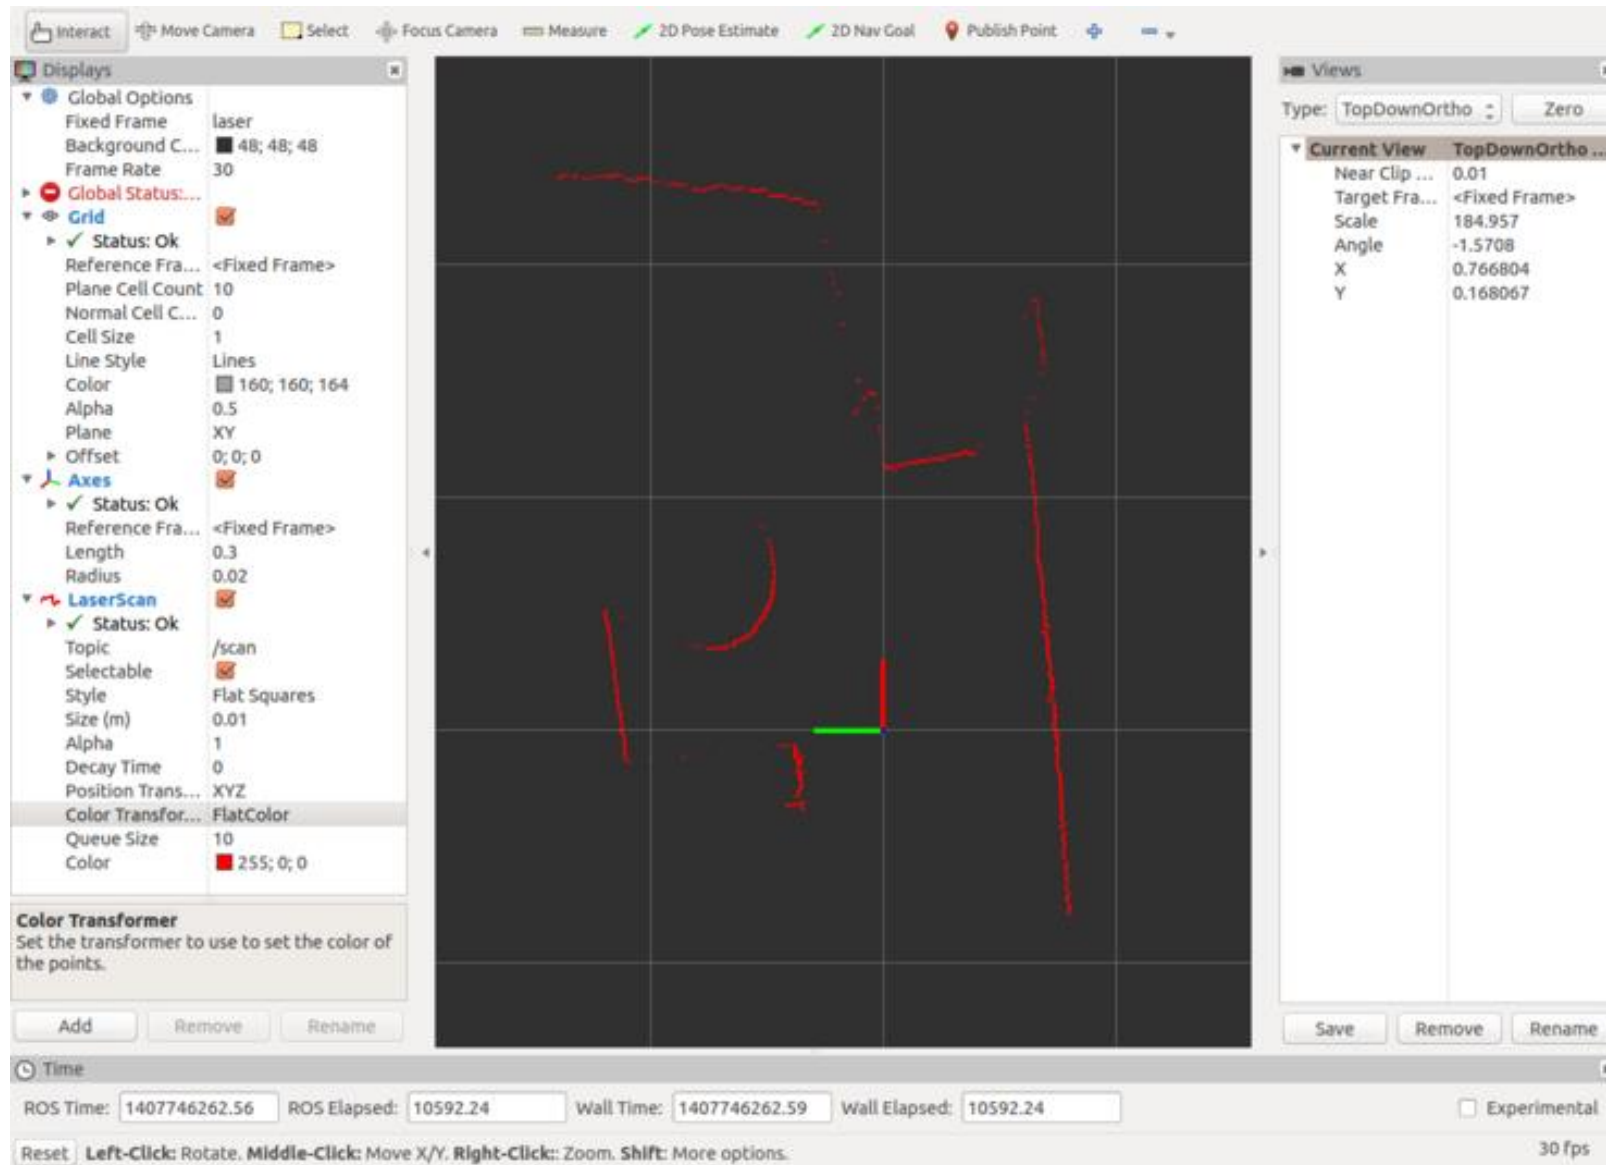 Interact Move Camera Select Focus Camera Measure 2D Pose Estimate 2D Nav Goal Publish Point
Displays
Global Options
Fixed Frame laser
Background C... 48; 48; 48
Frame Rate 30
Global Status:...
Grid
Status: Ok
Reference Fra... <Fixed Frame>
Plane Cell Count 10
Normal Cell C... 0
Cell Size 1
Line Style Lines
Color 160; 160; 164
Alpha 0.5
Plane XY
Offset 0; 0; 0
Axes
Status: Ok
Reference Fra... <Fixed Frame>
Length 0.3
Radius 0.02
LaserScan
Status: Ok
Topic /scan
Selectable
Style Flat Squares
Size (m) 0.01
Alpha 1
Decay Time 0
Position Trans... XYZ
Color Transfor... FlatColor
Queue Size 10
Color 255; 0; 0
Color Transformer
Set the transformer to use to set the color of
the points.
Add Remove Rename
Views
Type: TopDownOrtho Zero
Current View TopDownOrtho ...
Near Clip ... 0.01
Target Fra... <Fixed Frame>
Scale 184.957
Angle -1.5708
X 0.766804
Y 0.168067
Save Remove Rename
Time
ROS Time: 1407746262.56 ROS Elapsed: 10592.24 Wall Time: 1407746262.59 Wall Elapsed: 10592.24 Experimental
Reset Left-Click: Rotate. Middle-Click: Move X/Y. Right-Click:: Zoom. Shift: More options. 30 fps